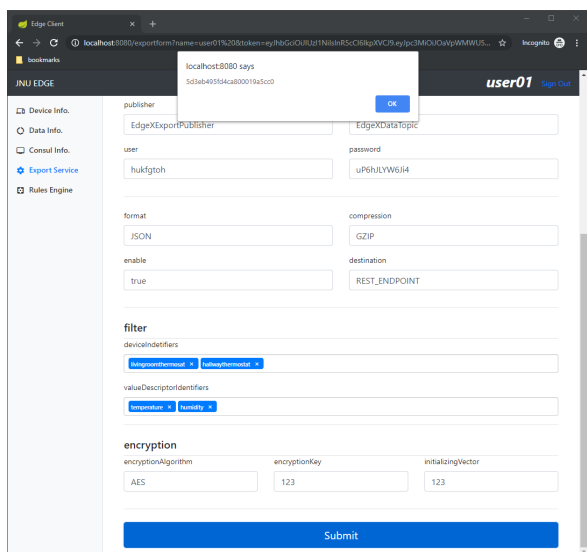 Edge Client
localhost:8080/exportform?name=user01%208&token=eyJhbGciOiJIUzI1NiIsInR5cCI6IkpXVCJ9.eyJpc3MiOiJOaVpWMWU5...
Incognito
bookmarks
localhost:8080 says
5d3eb495fd4ca800019a5cc0
OK
JNU EDGE
user01
Sign Out
Device Info.
Data Info.
Consul Info.
Export Service
Rules Engine
publisher
EdgeXExportPublisher
EdgeXDataTopic
user
password
hukfgtoh
uP6hJLYW6Ji4
format
compression
JSON
GZIP
enable
destination
true
REST_ENDPOINT
filter
deviceIndetifiers
livingroomthermosat ×
hallwaythermostat ×
valueDescriptorIdentifiers
temperature ×
humidity ×
encryption
encryptionAlgorithm
encryptionKey
initializingVector
AES
123
123
Submit